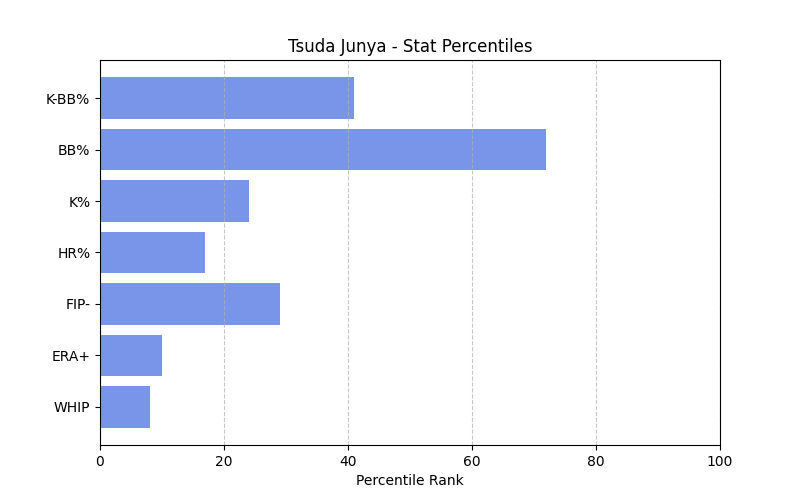 Tsuda Junya - Stat Percentiles
K-BB%
BB%
K%
HR%
FIP-
ERA+
WHIP
0 20 40 60 80 100
Percentile Rank